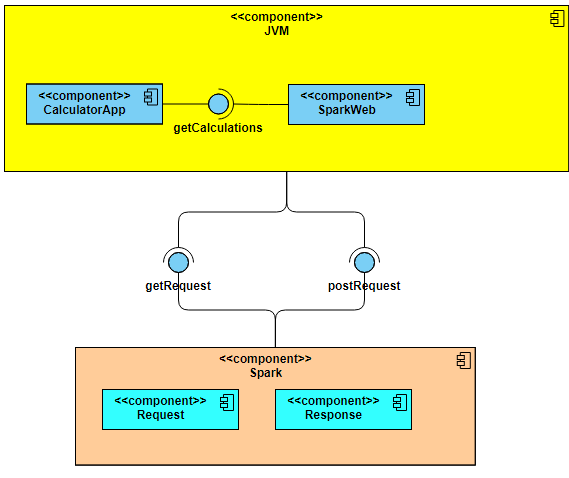 <<component>>
JVM
<<component>>
CalculatorApp
<<component>>
SparkWeb
getCalculations
getRequest
postRequest
<<component>>
Spark
<<component>>
Request
<<component>>
Response